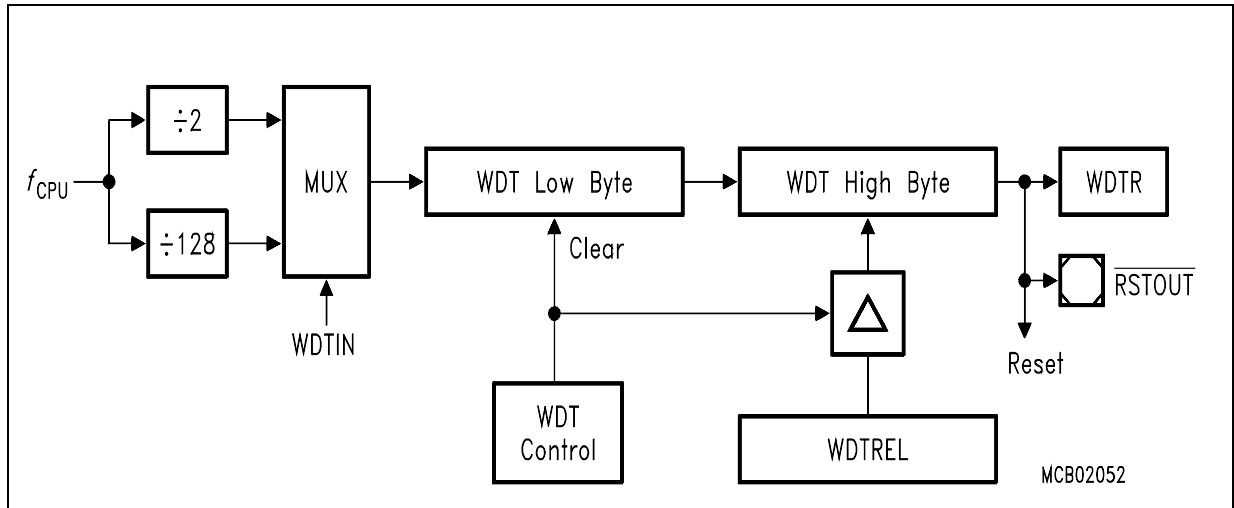 ÷2
fCPU
÷128
MUX
WDTIN
WDT Low Byte
Clear
WDT
Control
WDT High Byte
WDTREL
WDTR
RSTOUT
Reset
MCB02052